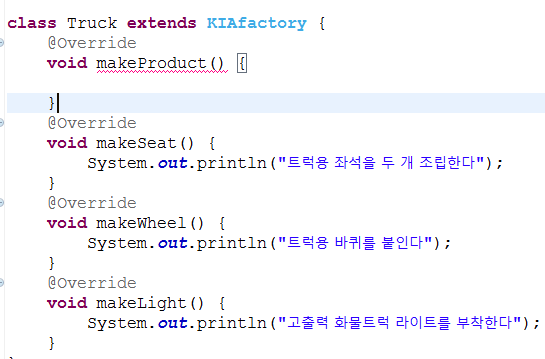 class Truck extends KIAfactory {
@Override
void makeProduct() {
}
@Override
void makeSeat() {
System.out.println("트럭용 좌석을 두 개 조립한다");
}
@Override
void makeWheel() {
System.out.println("트럭용 바퀴를 붙인다");
}
@Override
void makeLight() {
System.out.println("고출력 화물트럭 라이트를 부착한다");
}
}